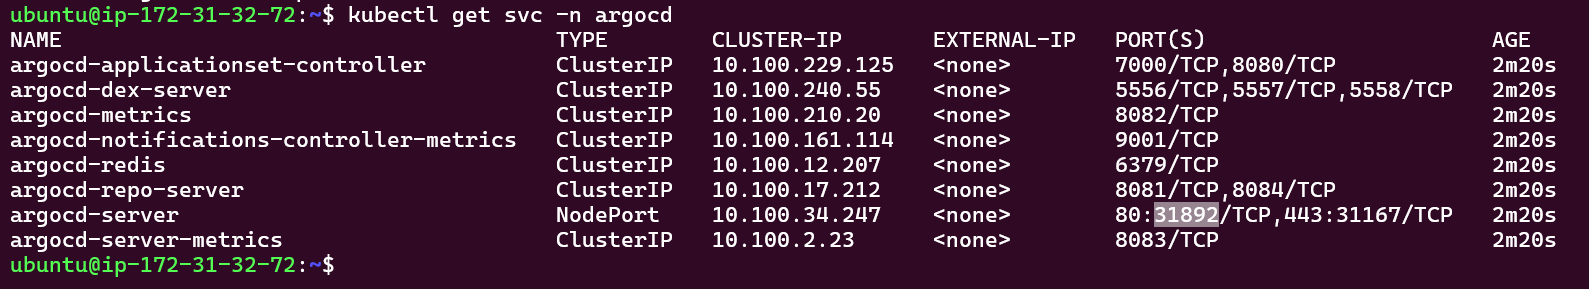 ubuntu@ip-172-31-32-72:~$ kubectl get svc -n argocd
NAME TYPE CLUSTER-IP EXTERNAL-IP PORT(S) AGE
argocd-applicationset-controller ClusterIP 10.100.229.125 <none> 7000/TCP,8080/TCP 2m20s
argocd-dex-server ClusterIP 10.100.240.55 <none> 5556/TCP,5557/TCP,5558/TCP 2m20s
argocd-metrics ClusterIP 10.100.210.20 <none> 8082/TCP 2m20s
argocd-notifications-controller-metrics ClusterIP 10.100.161.114 <none> 9001/TCP 2m20s
argocd-redis ClusterIP 10.100.12.207 <none> 6379/TCP 2m20s
argocd-repo-server ClusterIP 10.100.17.212 <none> 8081/TCP,8084/TCP 2m20s
argocd-server NodePort 10.100.34.247 <none> 80:31892/TCP,443:31167/TCP 2m20s
argocd-server-metrics ClusterIP 10.100.2.23 <none> 8083/TCP 2m20s
ubuntu@ip-172-31-32-72:~$